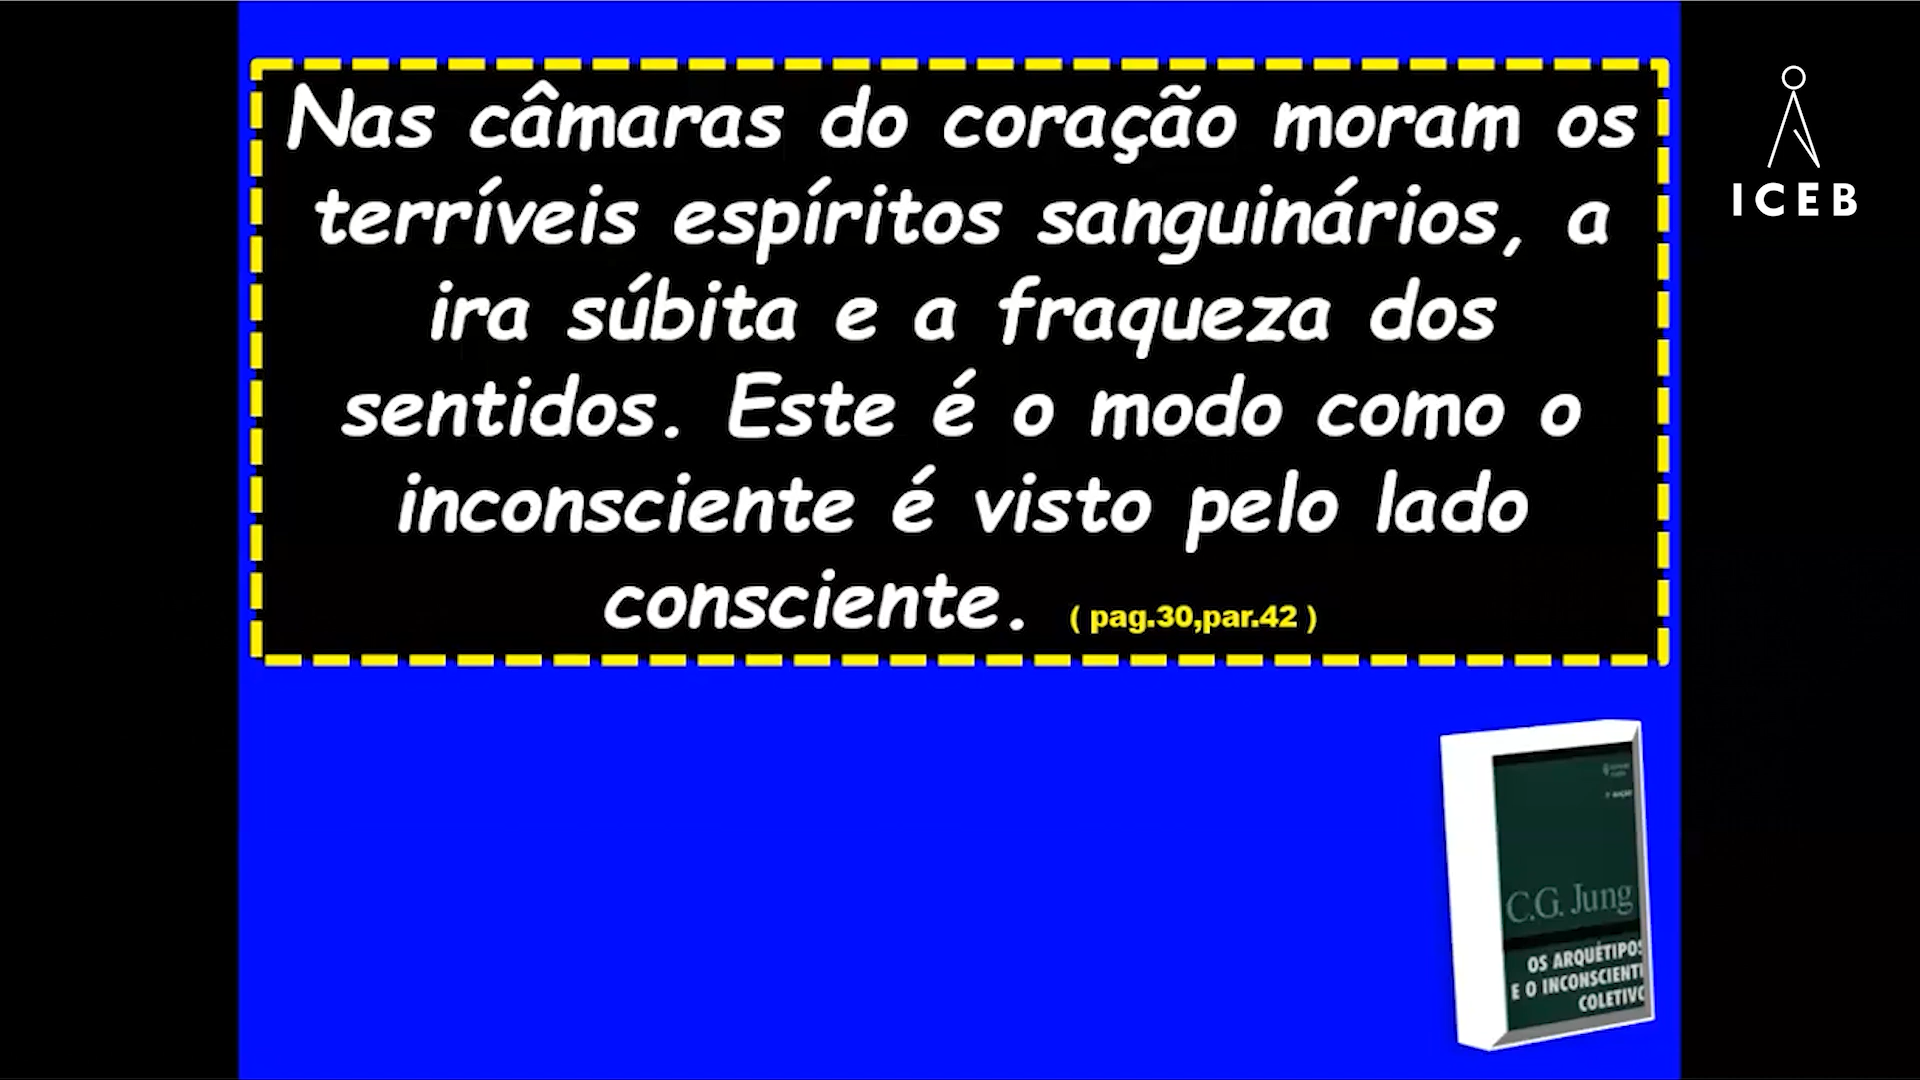 Nas câmaras do coração moram os
terríveis espíritos sanguinários, a
ira súbita e a fraqueza dos
sentidos. Este é o modo como o
inconsciente é visto pelo lado
consciente. ( pag.30,par.42 )
ICEB
C.G. Jung
OS ARQUÉTIPOS
E O INCONSCIENTE
COLETIVO